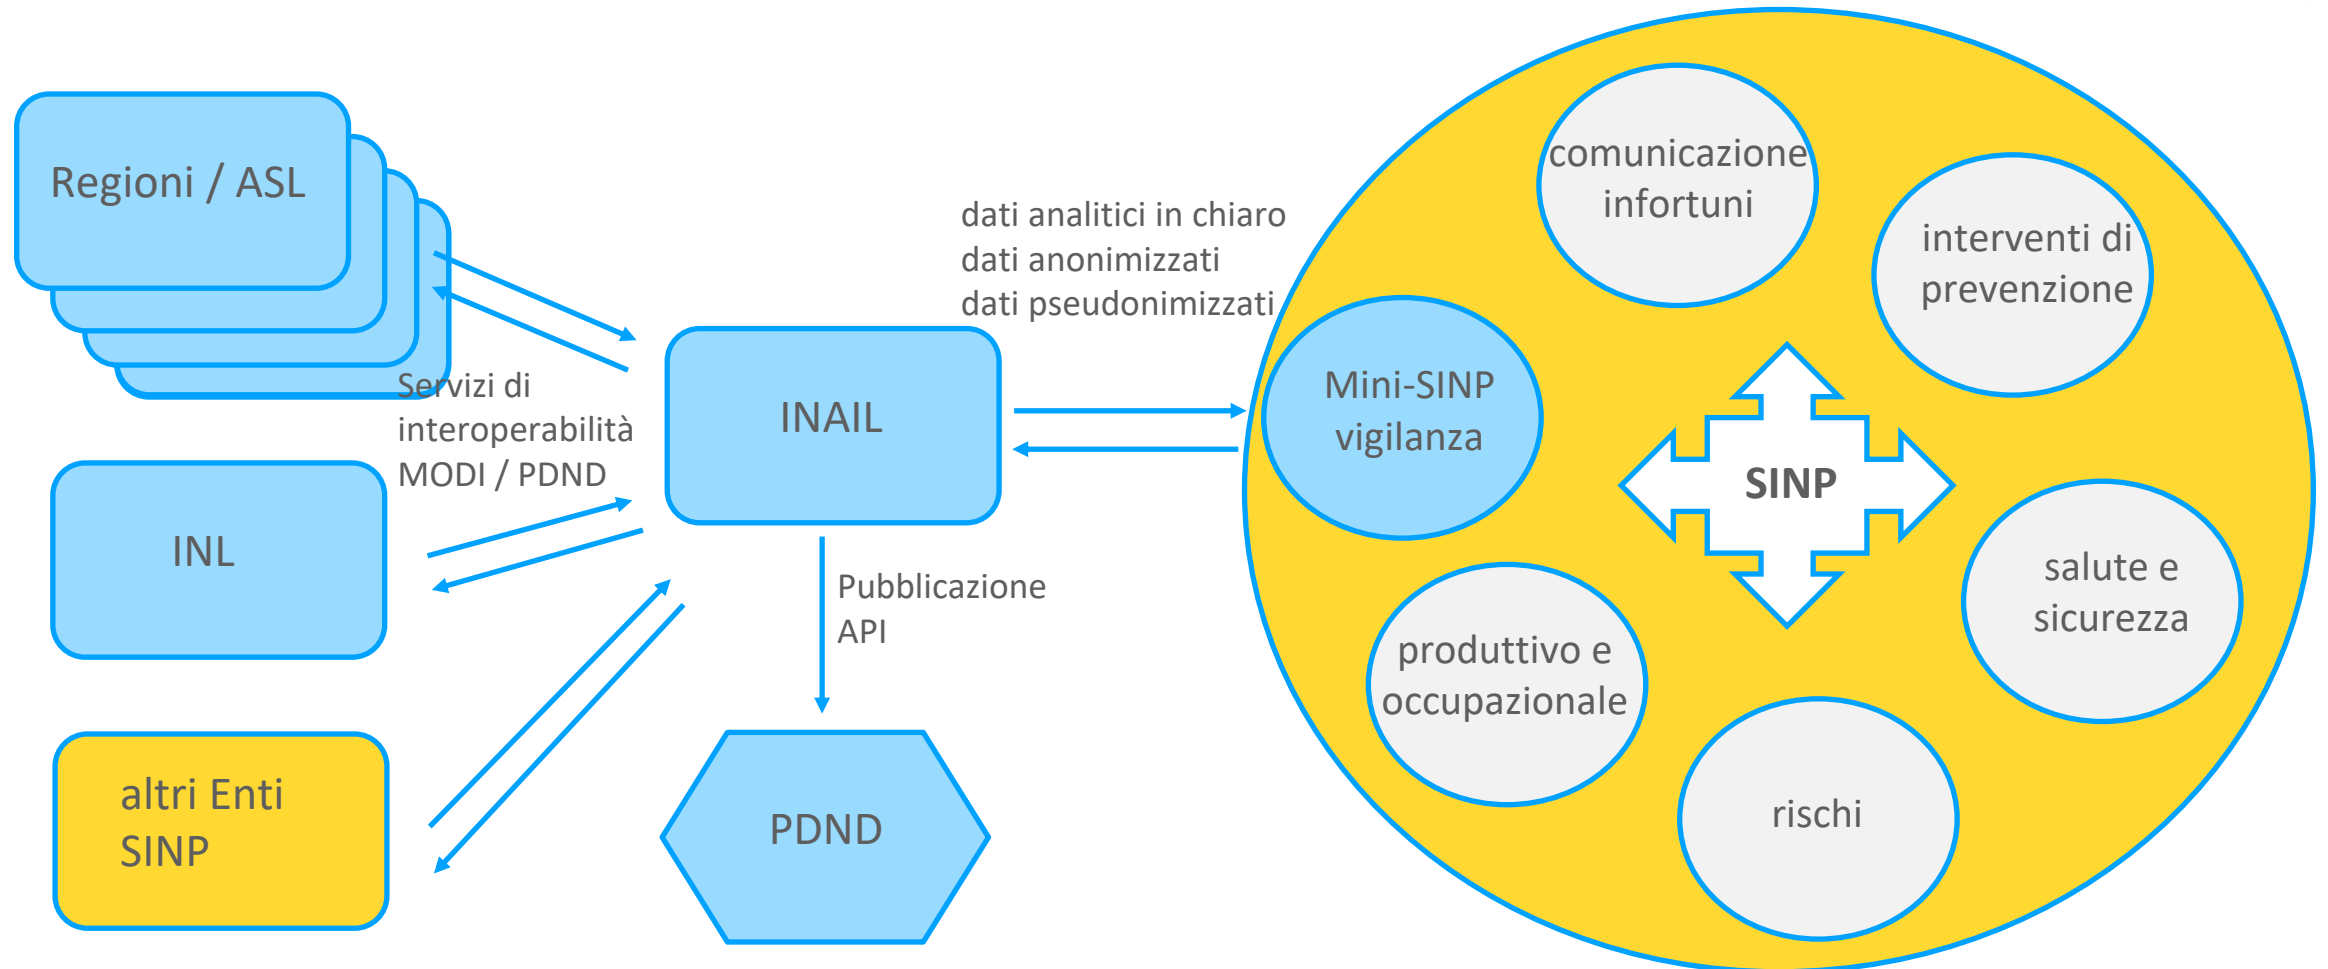 Regioni / ASL
Servizi di
interoperabilità
MODI / PDND
INL
altri Enti
SINP
INAIL
Pubblicazione
API
PDND
dati analitici in chiaro
dati anonimizzati
dati pseudonimizzati
comunicazione
infortuni
interventi di
prevenzione
Mini-SINP
vigilanza
SINP
salute e
sicurezza
produttivo e
occupazionale
rischi